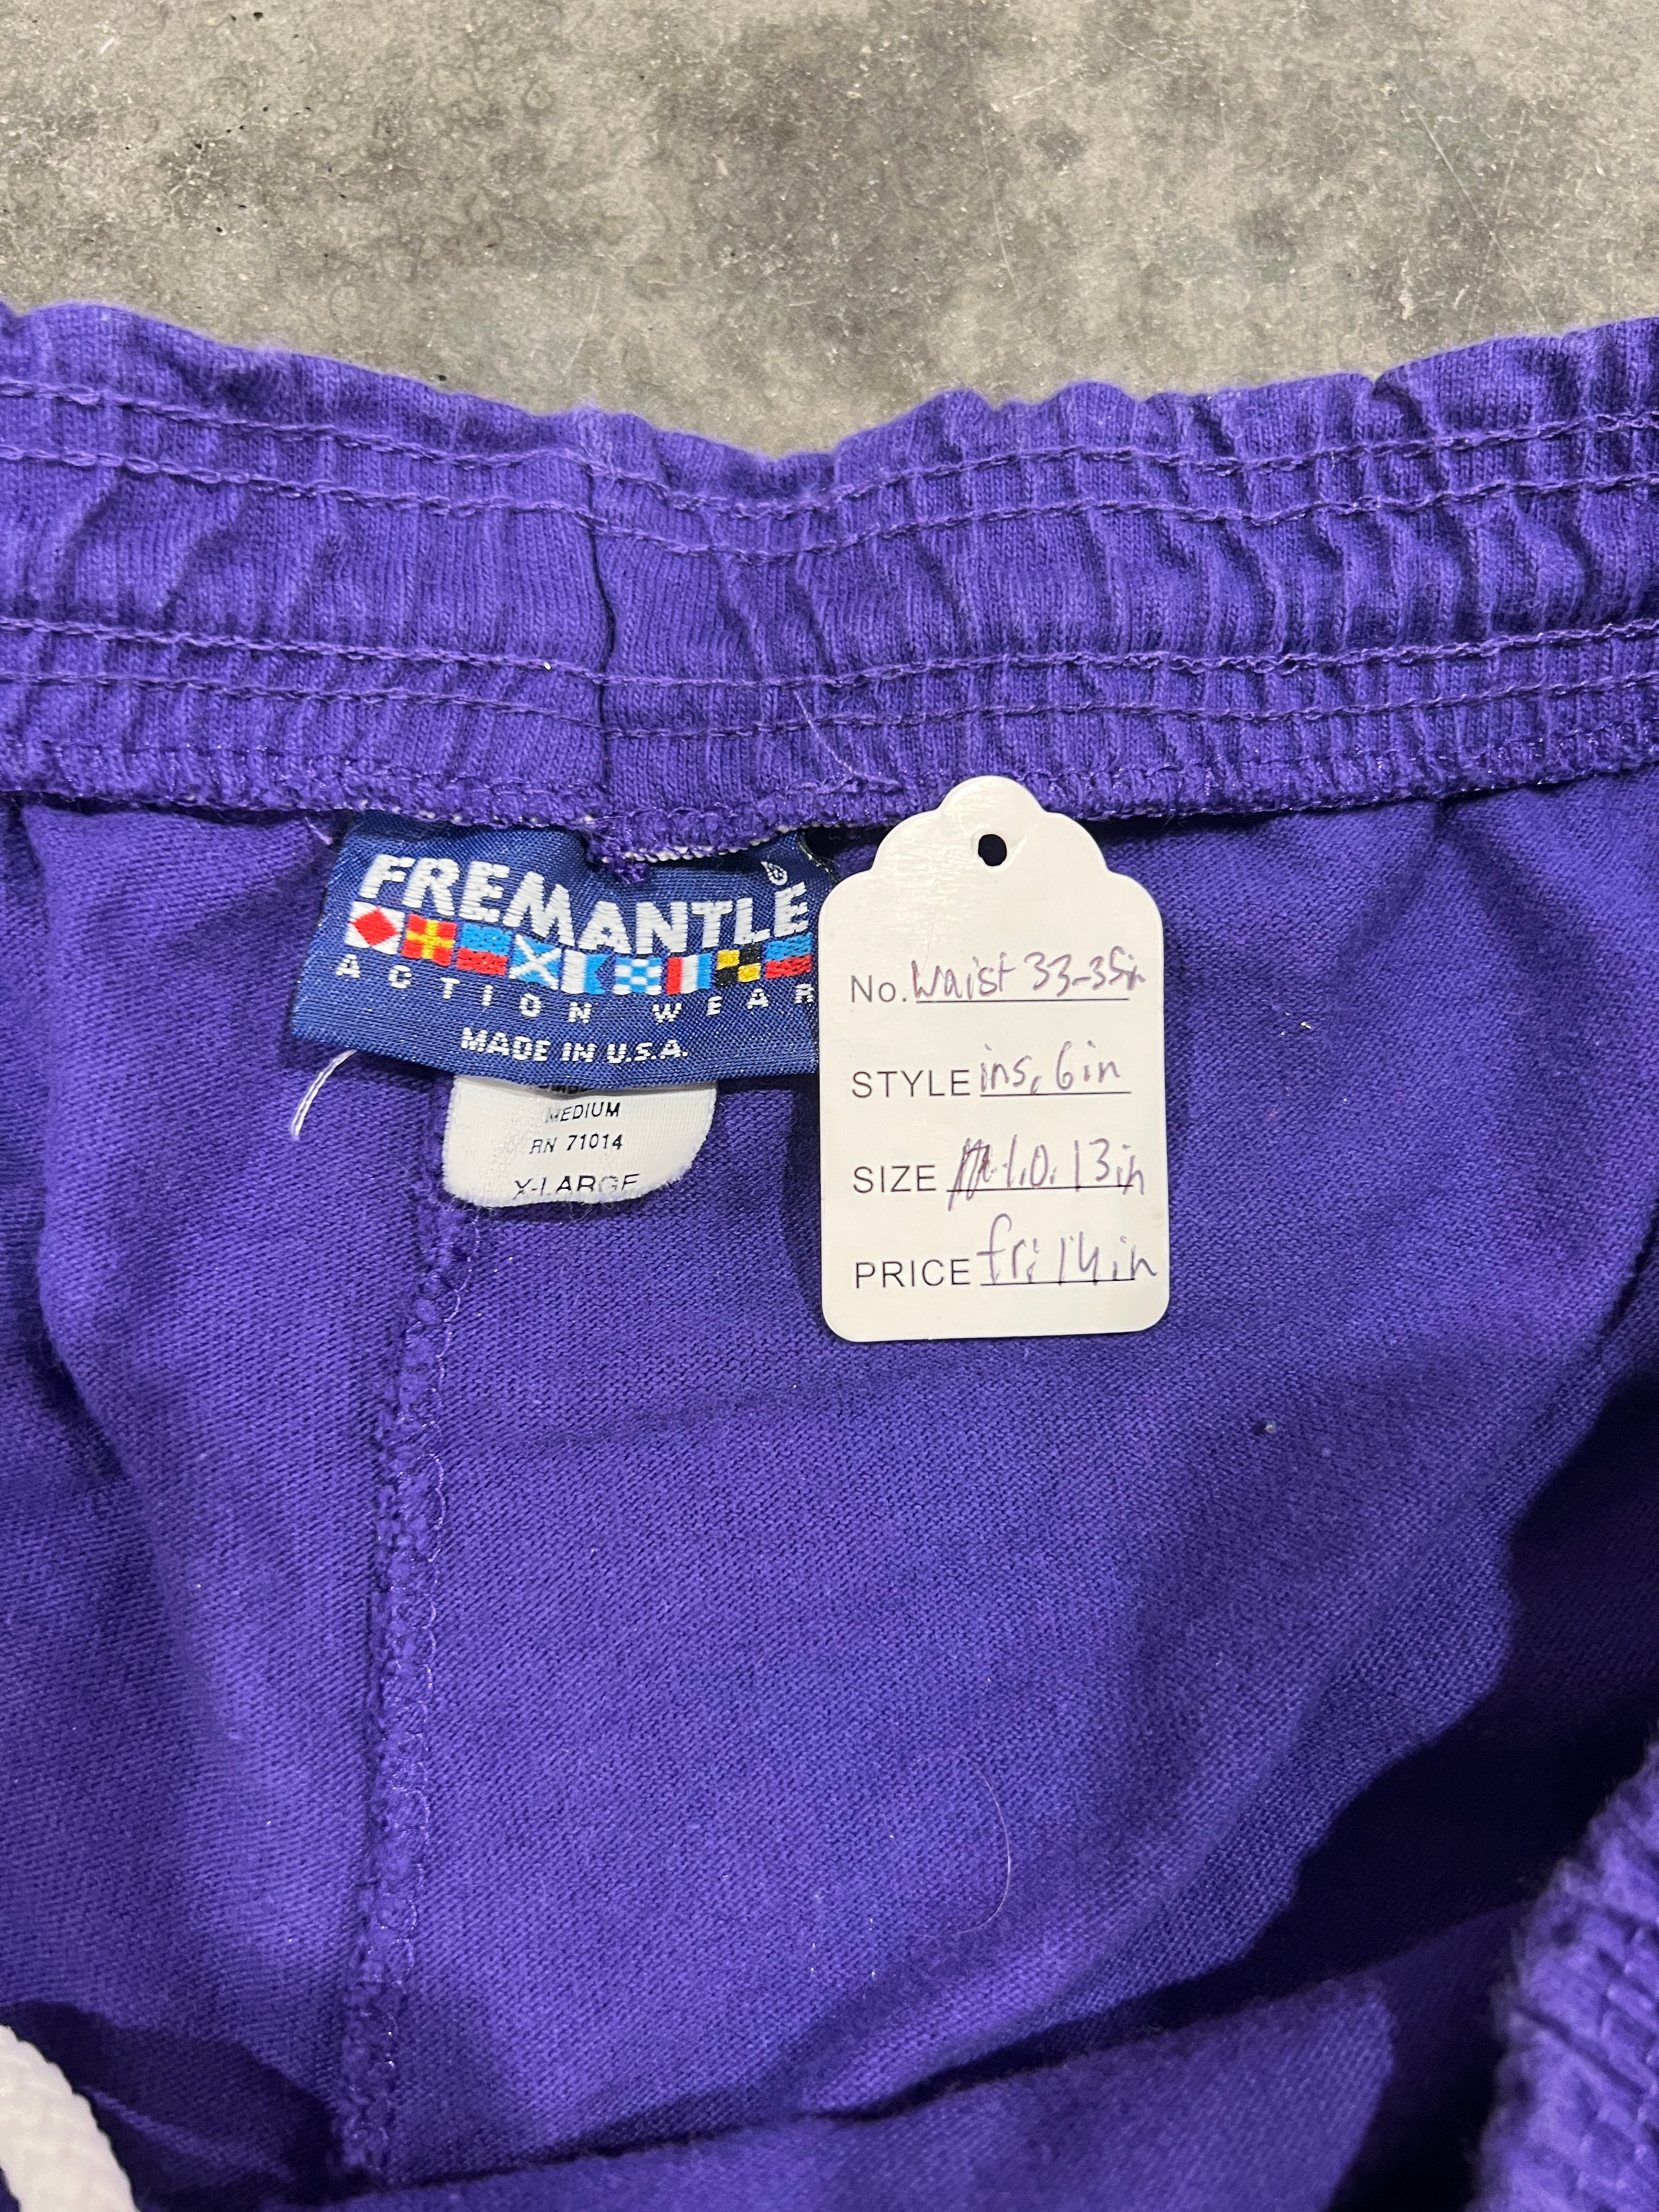 FREMANTLE
ACTION WEAR
MADE IN U.S.A.
MEDIUM
RN 71014
X-LARGE
No. Waist 33-35in
STYLE ins. 6in
SIZE l.o. 13in
PRICE fr: 14in